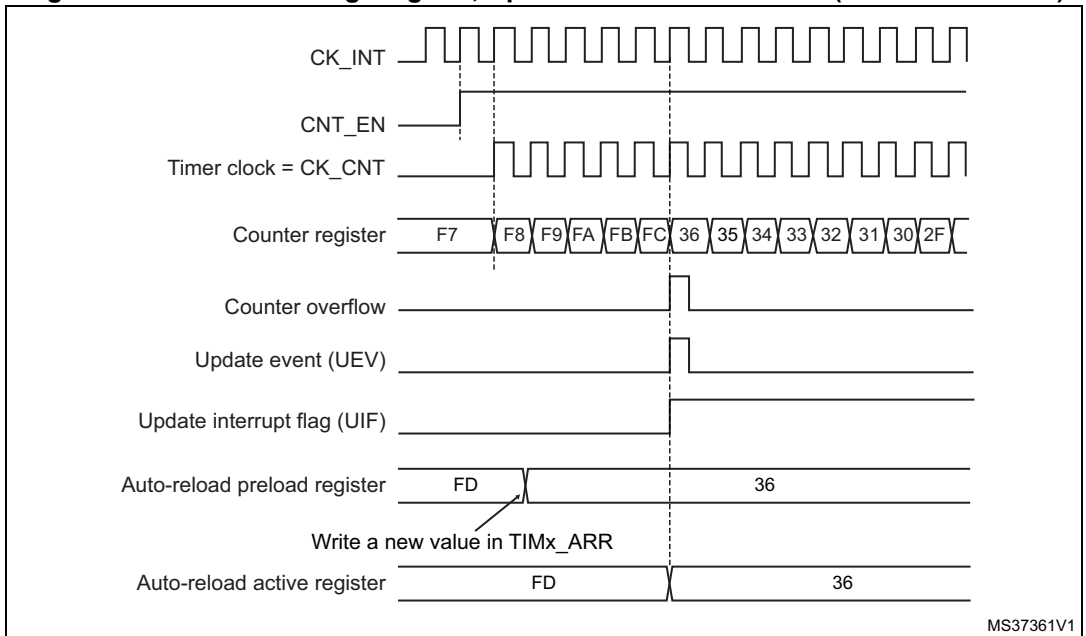 CK_INT
CNT_EN
Timer clock = CK_CNT
Counter register F7 F8 F9 FA FB FC 36 35 34 33 32 31 30 2F
Counter overflow
Update event (UEV)
Update interrupt flag (UIF)
Auto-reload preload register FD 36
Write a new value in TIMx_ARR
Auto-reload active register FD 36
MS37361V1